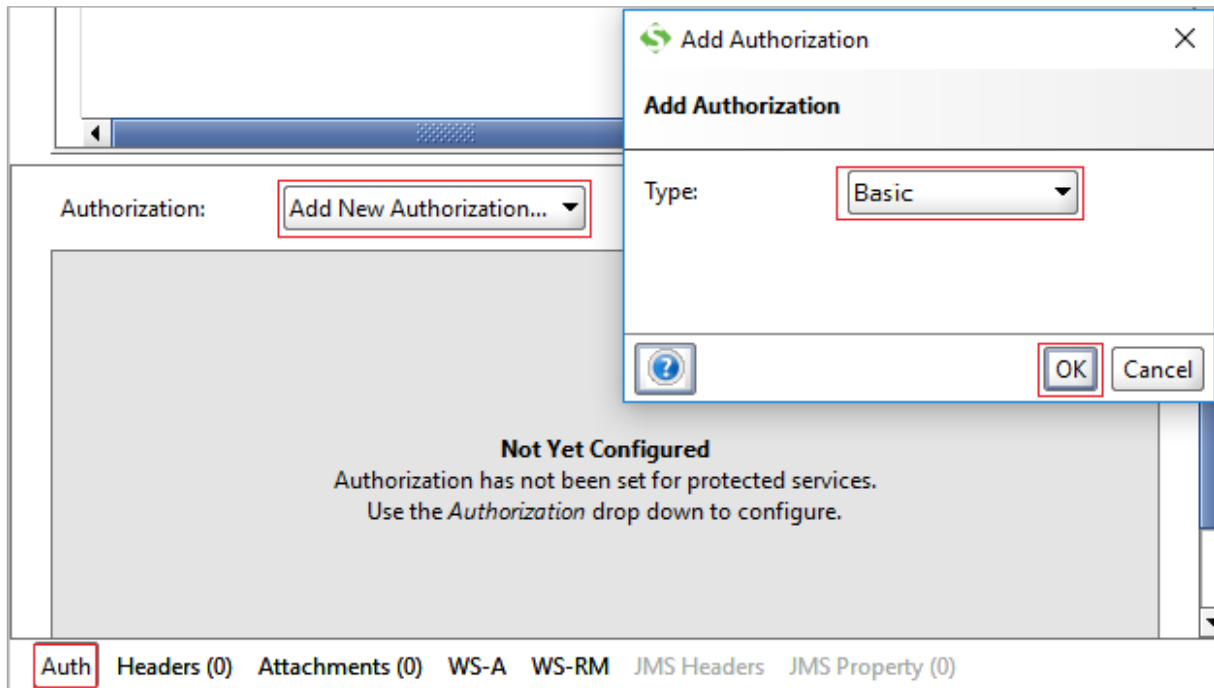 Add Authorization
Add Authorization
Type:
Basic
OK
Cancel
Authorization:
Add New Authorization...
Not Yet Configured
Authorization has not been set for protected services.
Use the Authorization drop down to configure.
Auth Headers (0) Attachments (0) WS-A WS-RM JMS Headers JMS Property (0)